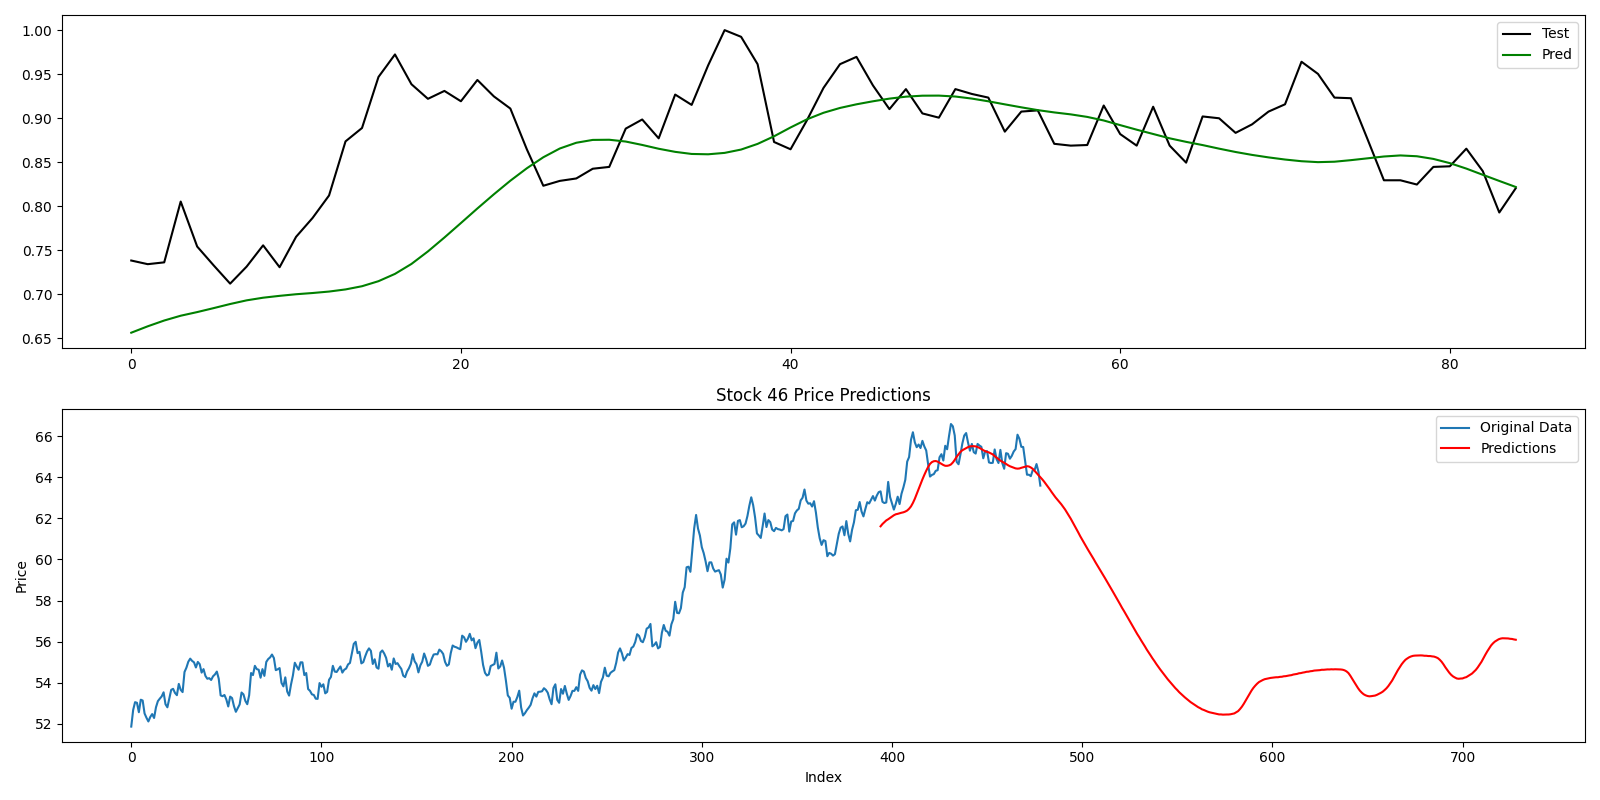 1.00
0.95
0.90
0.85
0.80
0.75
0.70
0.65
Test
Pred
0 20 40 60 80
Stock 46 Price Predictions
66
64
62
60
58
56
54
52
Price
Original Data
Predictions
0 100 200 300 400 500 600 700
Index